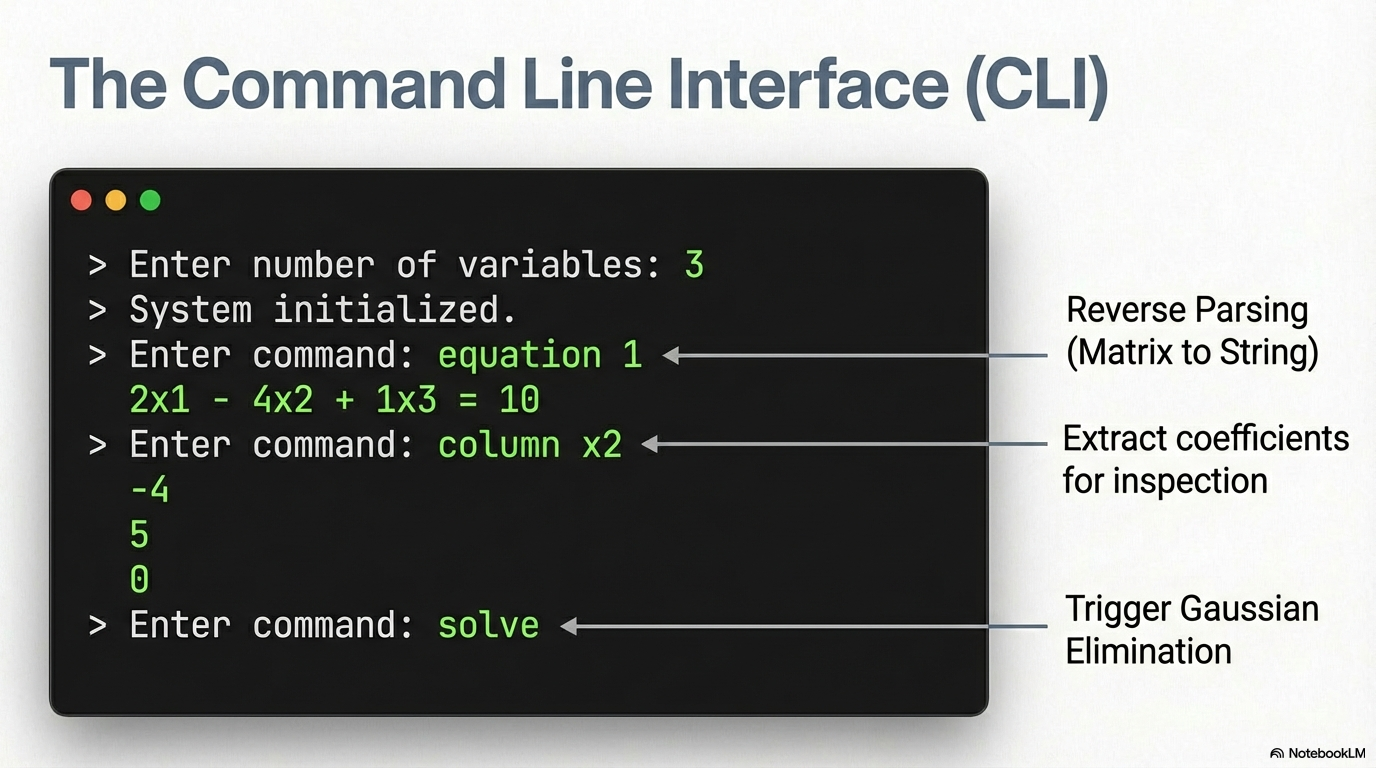 The Command Line Interface (CLI)
> Enter number of variables: 3
> System initialized.
> Enter command: equation 1
2x1 - 4x2 + 1x3 = 10
> Enter command: column x2
-4
5
0
> Enter command: solve
Reverse Parsing
(Matrix to String)
Extract coefficients
for inspection
Trigger Gaussian
Elimination
NotebookLM